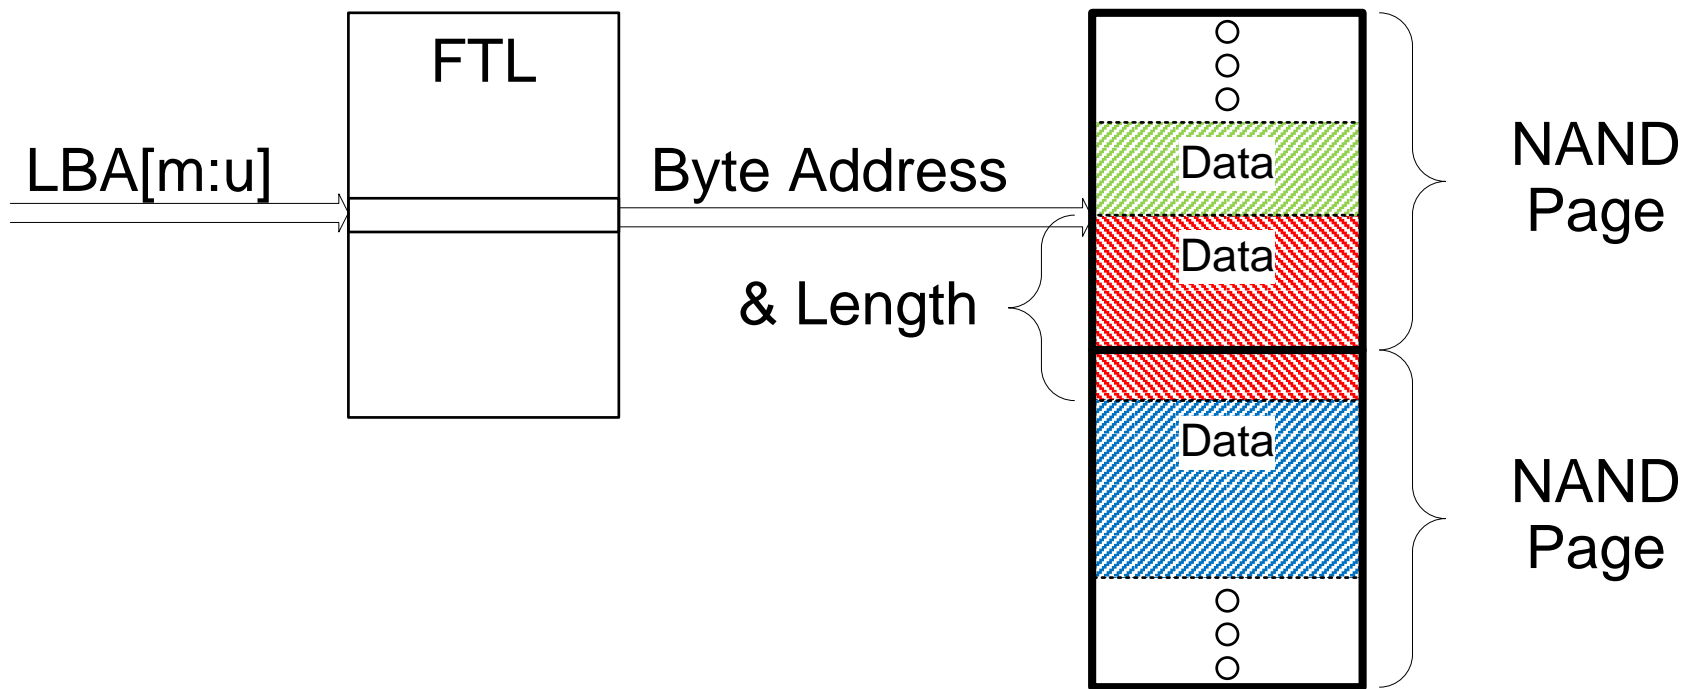 FTL
LBA[m:u]
Byte Address
& Length
Data
Data
Data
NAND
Page
NAND
Page